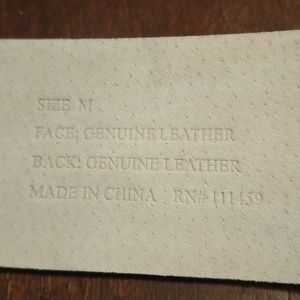 SIZE M
FACE: GENUINE LEATHER
BACK: GENUINE LEATHER
MADE IN CHINA RN# 111459